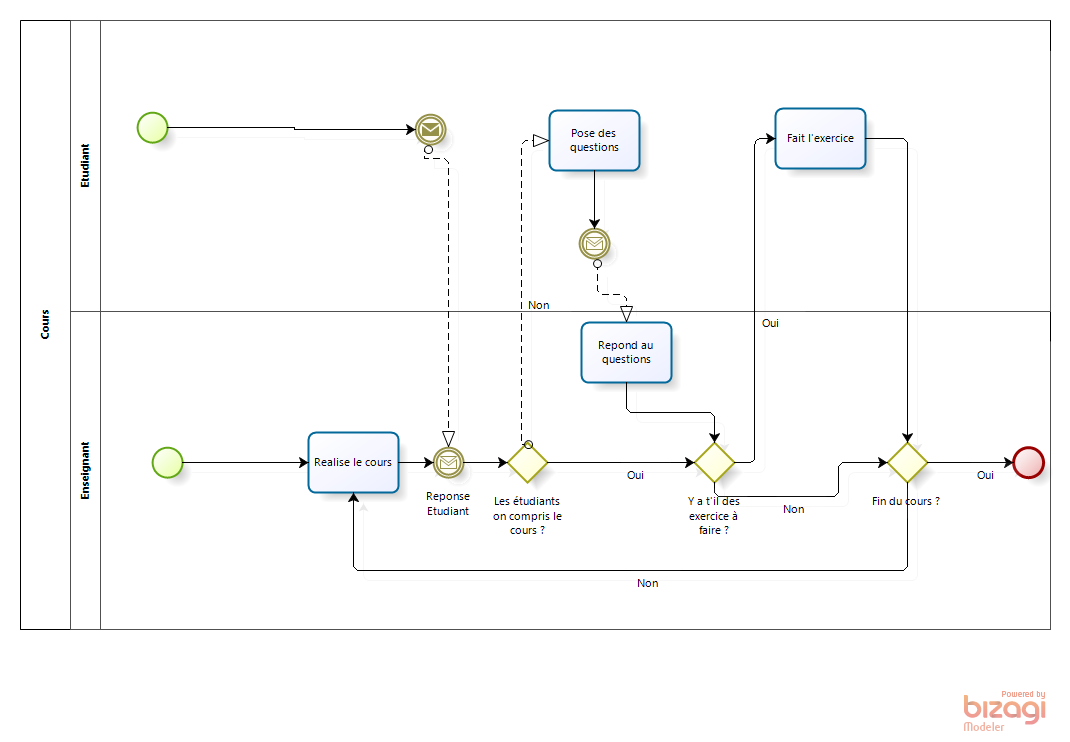 Cours
Etudiant
Pose des
questions
Fait l'exercice
Non
Oui
Enseignant
Repond au
questions
Realise le cours
Reponse
Etudiant
Les étudiants
on compris le
cours ?
Oui
Y a t'il des
exercice à
faire ?
Non
Fin du cours ?
Oui
Non
Powered by
bizagi
Modeler